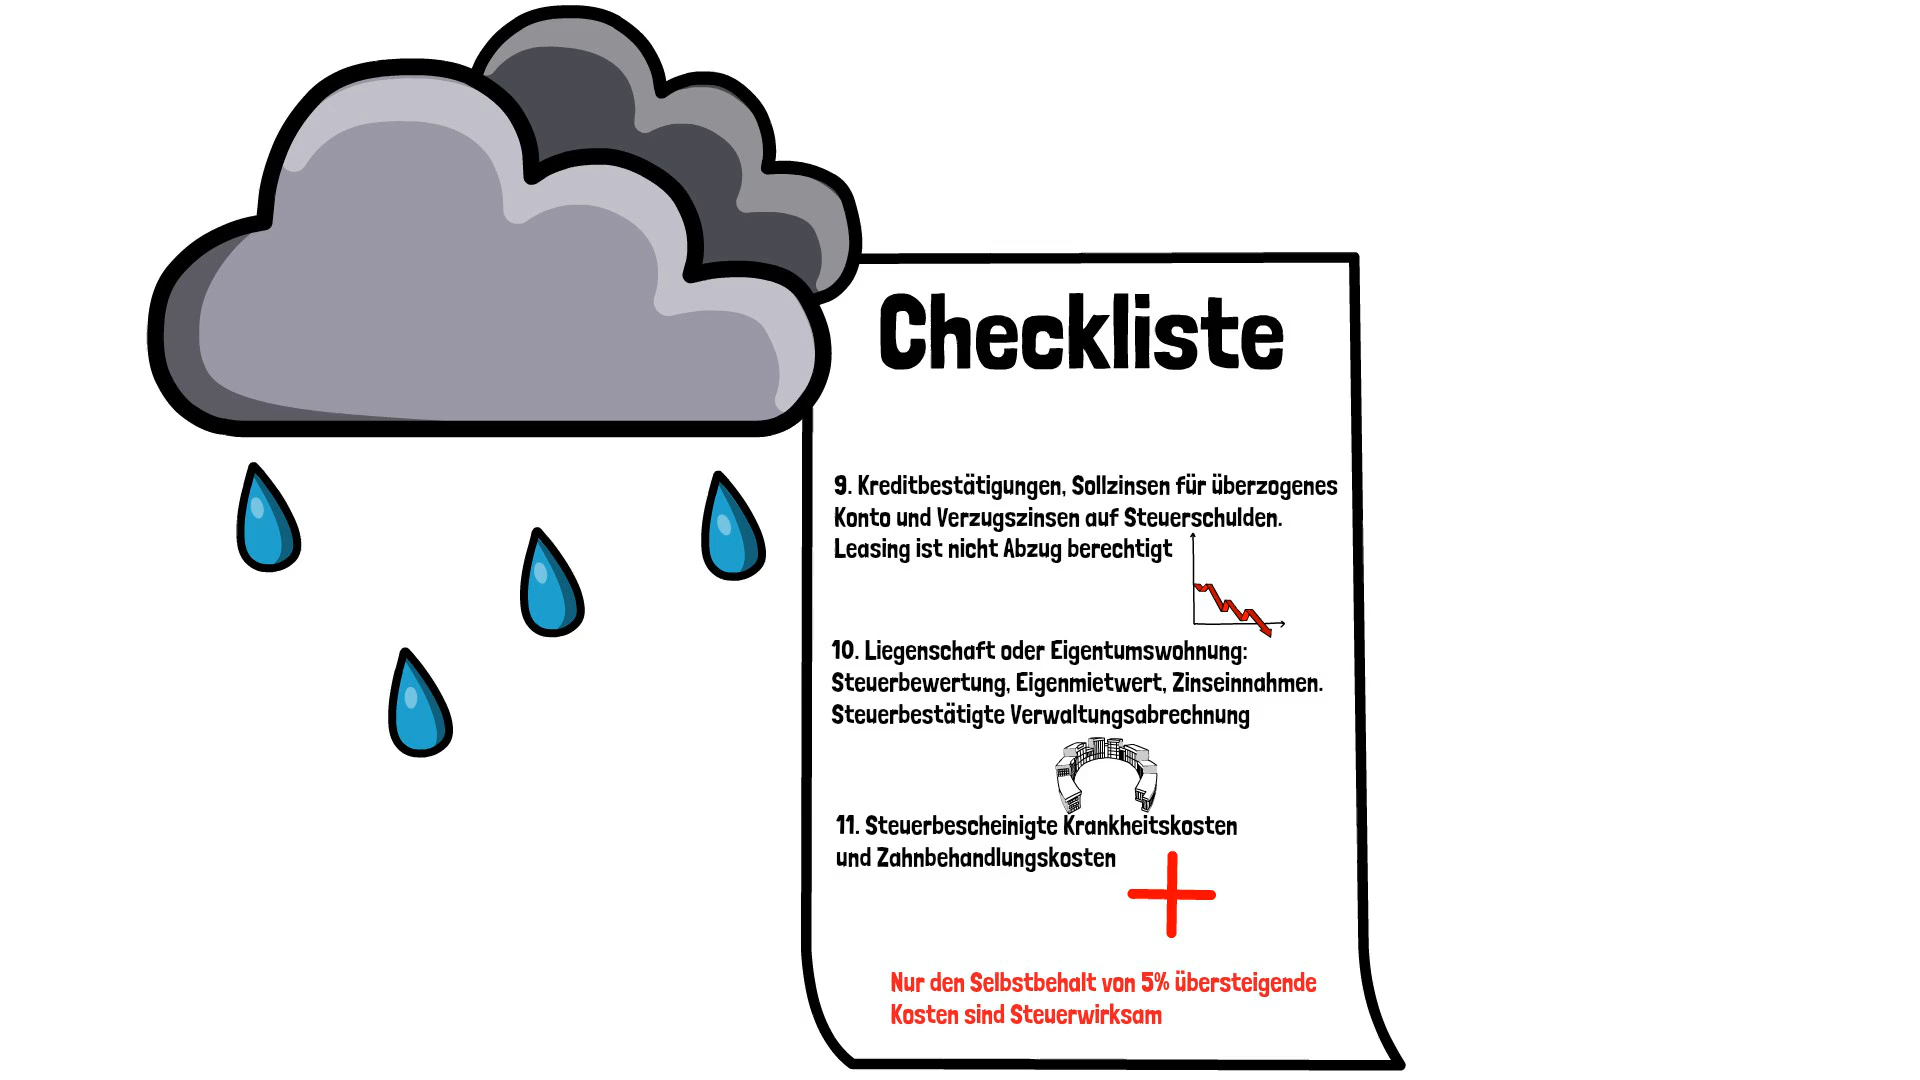 Checkliste
9. Kreditbestätigungen, Sollzinsen für überzogenes
Konto und Verzugszinsen auf Steuerschulden.
Leasing ist nicht Abzug berechtigt
10. Liegenschaft oder Eigentumswohnung:
Steuerbewertung, Eigenmietwert, Zinseinnahmen.
Steuerbestätigte Verwaltungsabrechnung
11. Steuerbescheinigte Krankheitskosten
und Zahnbehandlungskosten
Nur den Selbstbehalt von 5% übersteigende
Kosten sind Steuerwirksam